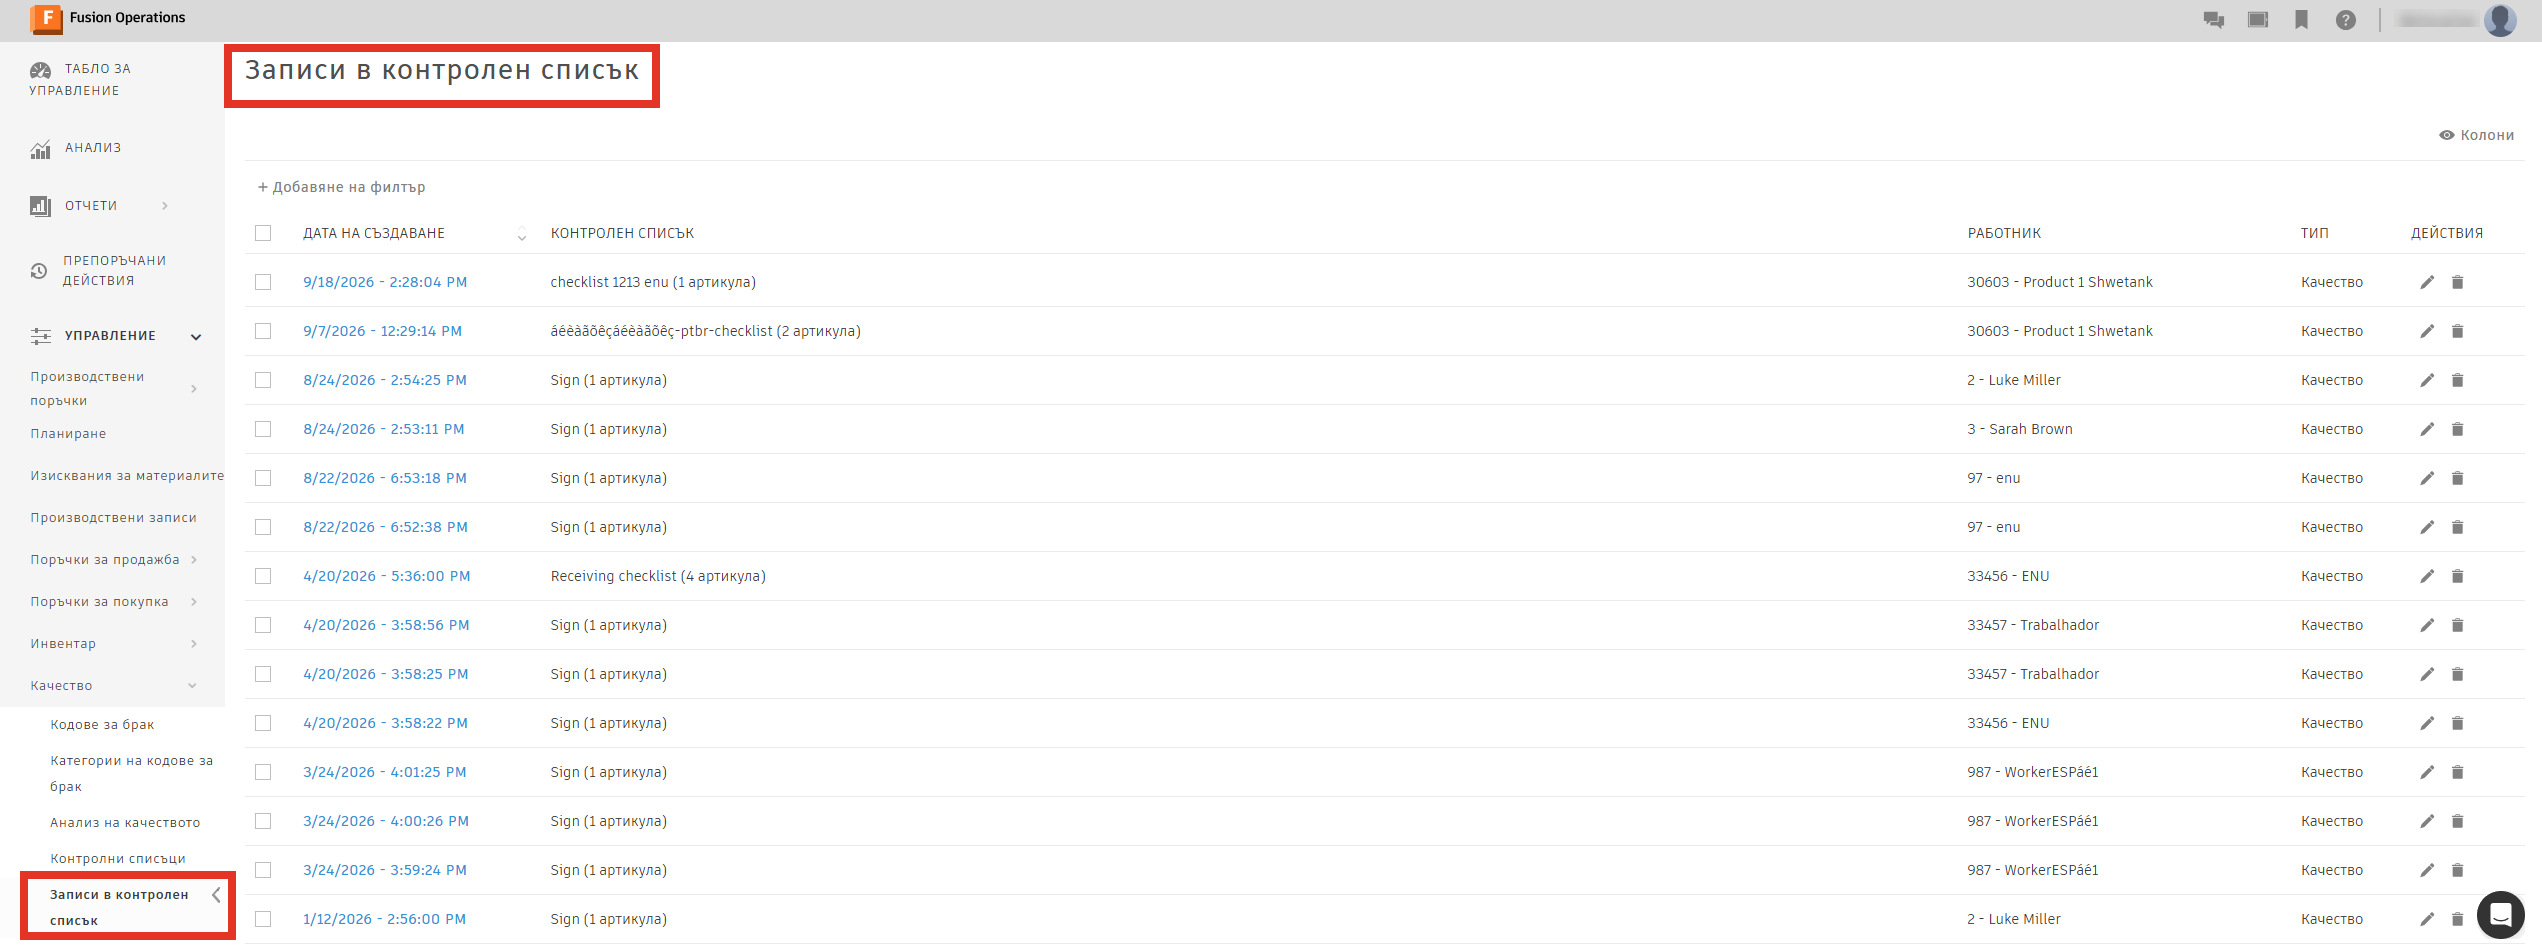 Fusion Operations
ТАБЛО ЗА
УПРАВЛЕНИЕ
АНАЛИЗ
ОТЧЕТИ
ПРЕПОРЪЧАНИ
ДЕЙСТВИЯ
УПРАВЛЕНИЕ
Производствени
поръчки
Планиране
Изисквания за материалите
Производствени записи
Поръчки за продажба
Поръчки за покупка
Инвентар
Качество
Кодове за брак
Категории на кодове за
брак
Анализ на качеството
Контролни списъци
Записи в контролен
списък
Записи в контролен списък
Колони
+ Добавяне на филтър
ДАТА НА СЪЗДАВАНЕ КОНТРОЛЕН СПИСЪК РАБОТНИК ТИП ДЕЙСТВИЯ
9/18/2026 - 2:28:04 PM checklist 1213 enu (1 артикула) 30603 - Product 1 Shwetank Качество
9/7/2026 - 12:29:14 PM áéèàãõêçáéèàãõêç-ptbr-checklist (2 артикула) 30603 - Product 1 Shwetank Качество
8/24/2026 - 2:54:25 PM Sign (1 артикула) 2 - Luke Miller Качество
8/24/2026 - 2:53:11 PM Sign (1 артикула) 3 - Sarah Brown Качество
8/22/2026 - 6:53:18 PM Sign (1 артикула) 97 - enu Качество
8/22/2026 - 6:52:38 PM Sign (1 артикула) 97 - enu Качество
4/20/2026 - 5:36:00 PM Receiving checklist (4 артикула) 33456 - ENU Качество
4/20/2026 - 3:58:56 PM Sign (1 артикула) 33457 - Trabalhador Качество
4/20/2026 - 3:58:25 PM Sign (1 артикула) 33457 - Trabalhador Качество
4/20/2026 - 3:58:22 PM Sign (1 артикула) 33456 - ENU Качество
3/24/2026 - 4:01:25 PM Sign (1 артикула) 987 - WorkerESPáé1 Качество
3/24/2026 - 4:00:26 PM Sign (1 артикула) 987 - WorkerESPáé1 Качество
3/24/2026 - 3:59:24 PM Sign (1 артикула) 987 - WorkerESPáé1 Качество
1/12/2026 - 2:56:00 PM Sign (1 артикула) 2 - Luke Miller Качество